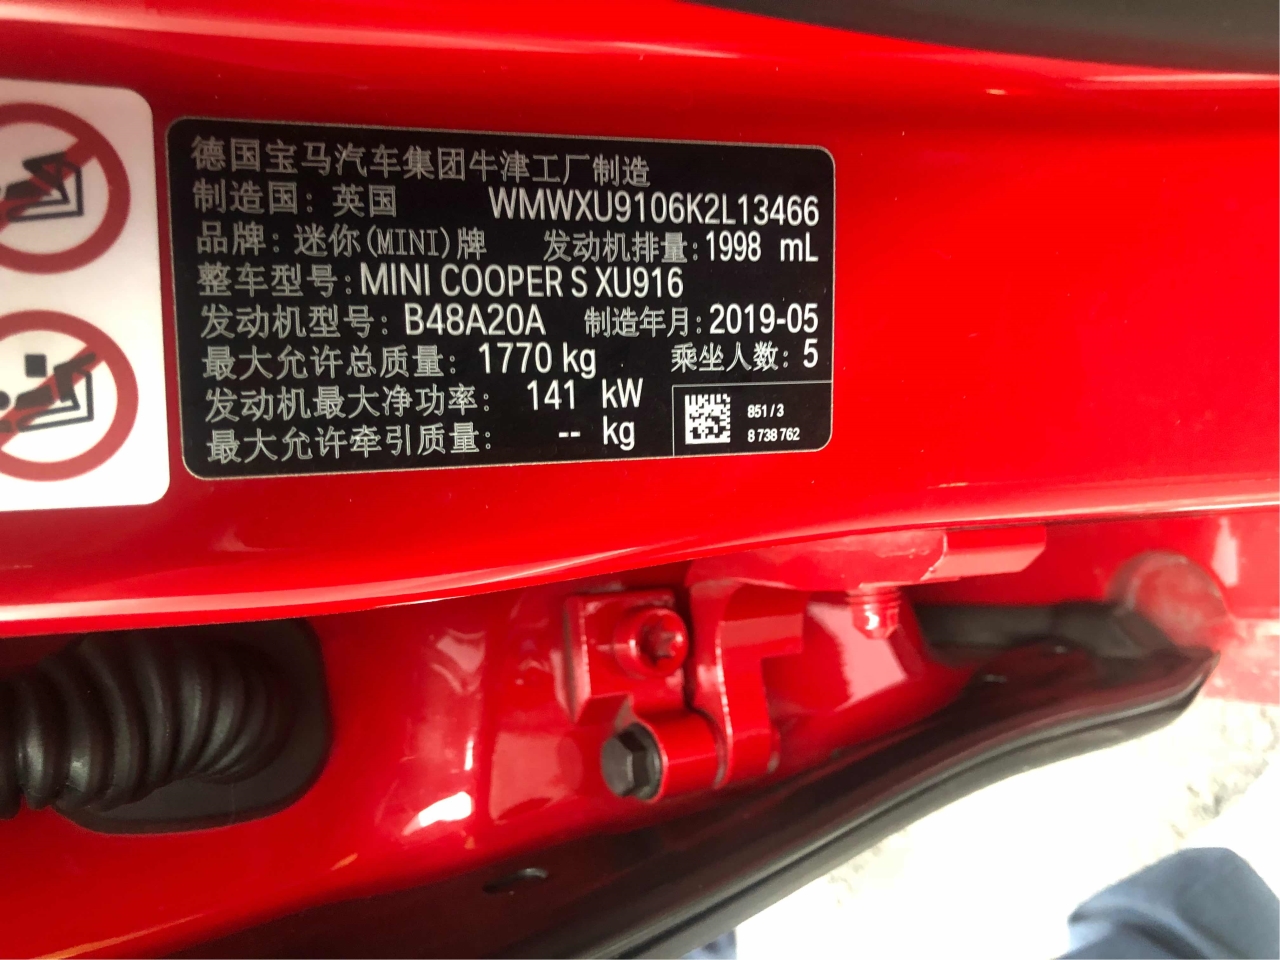 德国宝马汽车集团牛津工厂制造
制造国: 英国 WMWXU9106K2L13466
品牌: 迷你(MINI)牌 发动机排量: 1998 mL
整车型号: MINI COOPER S XU916
发动机型号: B48A20A 制造年月: 2019-05
最大允许总质量: 1770 kg 乘坐人数: 5
发动机最大净功率: 141 kW
最大允许牵引质量: -- kg
851 / 3
8 738 762